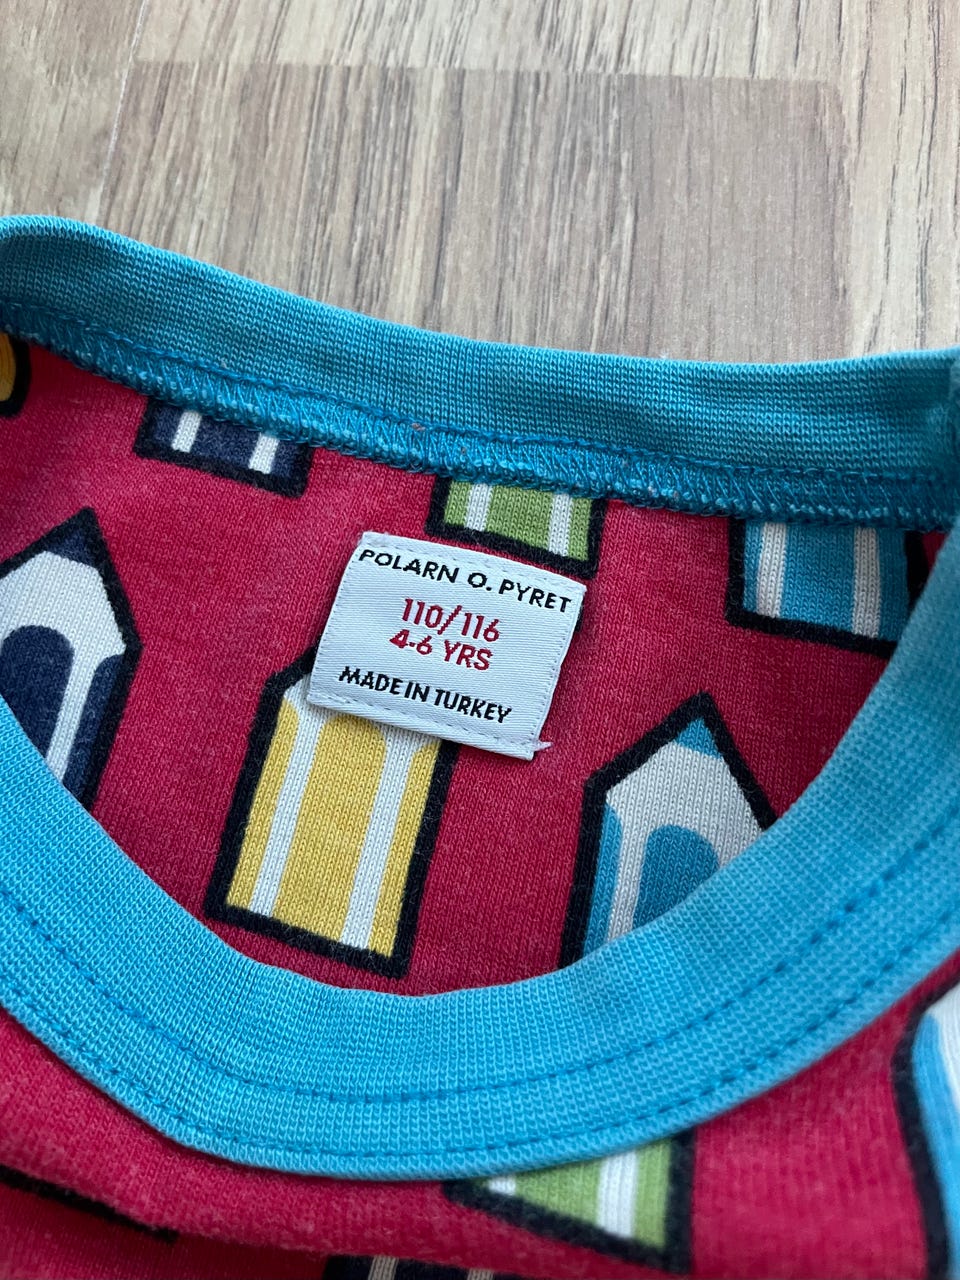 POLARN O. PYRET
110/116
4-6 YRS
MADE IN TURKEY